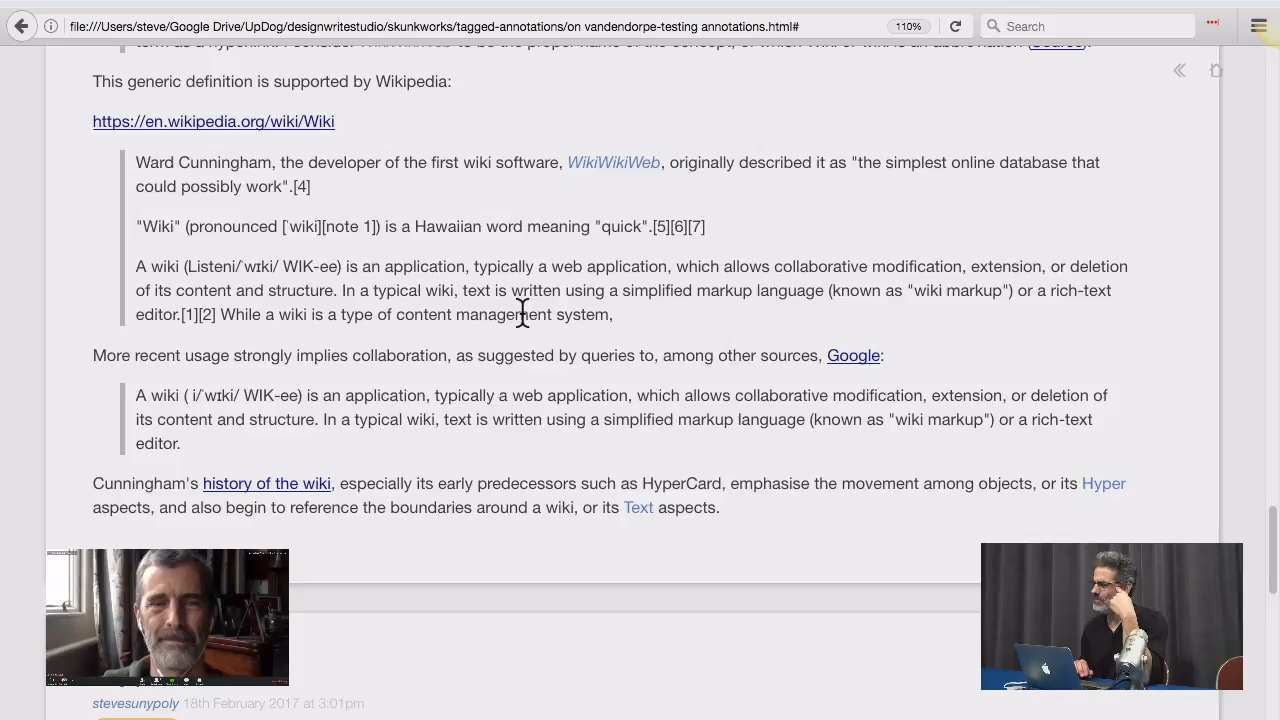 file:///Users/steve/Google Drive/UpDog/designwritestudio/skunkworks/tagged-annotations/on vandendorpe-testing annotations.html#
110%
Search
This generic definition is supported by Wikipedia:
https://en.wikipedia.org/wiki/Wiki
Ward Cunningham, the developer of the first wiki software, WikiWikiWeb, originally described it as "the simplest online database that
could possibly work".[4]
"Wiki" (pronounced [ˈwiki][note 1]) is a Hawaiian word meaning "quick".[5][6][7]
A wiki (Listeni/ˈwɪki/ WIK-ee) is an application, typically a web application, which allows collaborative modification, extension, or deletion
of its content and structure. In a typical wiki, text is written using a simplified markup language (known as "wiki markup") or a rich-text
editor.[1][2] While a wiki is a type of content management system,
More recent usage strongly implies collaboration, as suggested by queries to, among other sources, Google:
A wiki ( i/ˈwɪki/ WIK-ee) is an application, typically a web application, which allows collaborative modification, extension, or deletion of
its content and structure. In a typical wiki, text is written using a simplified markup language (known as "wiki markup") or a rich-text
editor.
Cunningham's history of the wiki, especially its early predecessors such as HyperCard, emphasise the movement among objects, or its Hyper
aspects, and also begin to reference the boundaries around a wiki, or its Text aspects.
stevesunypoly 18th February 2017 at 3:01pm